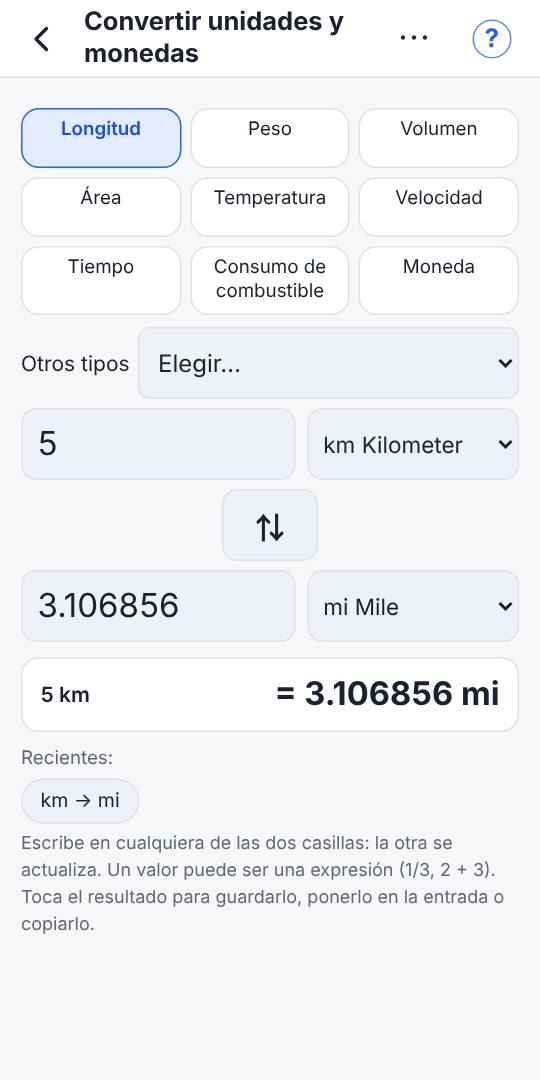 Convertir unidades y
monedas
...
?
Longitud
Peso
Volumen
Área
Temperatura
Velocidad
Tiempo
Consumo de
combustible
Moneda
Otros tipos
Elegir...
5
km Kilometer
3.106856
mi Mile
5 km
= 3.106856 mi
Recientes:
km → mi
Escribe en cualquiera de las dos casillas: la otra se
actualiza. Un valor puede ser una expresión (1/3, 2 + 3).
Toca el resultado para guardarlo, ponerlo en la entrada o
copiarlo.